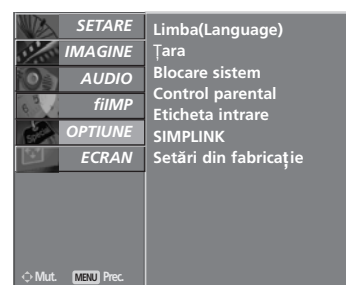 SETARE
IMAGINE
AUDIO
fiIMP
OPTIUNE
ECRAN
Limba(Language)
Țara
Blocare sistem
Control parental
Eticheta intrare
SIMPLINK
Setări din fabricație
Mut. MENU Prec.